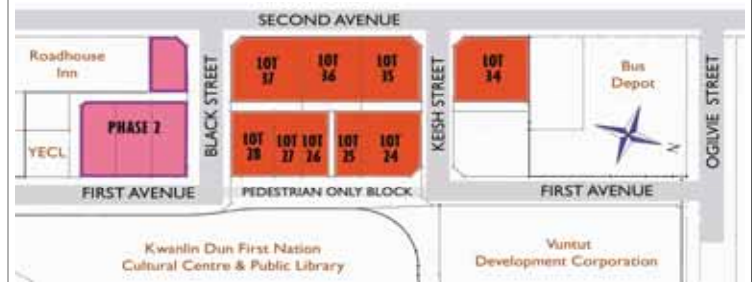 SECOND AVENUE
Roadhouse
Inn
LOT
37
LOT
36
LOT
35
LOT
34
Bus
Depot
BLACK STREET
KEISH STREET
OGILVIE STREET
PHASE 2
YECL
LOT
28
LOT
27
LOT
26
LOT
25
LOT
24
N
FIRST AVENUE
PEDESTRIAN ONLY BLOCK
FIRST AVENUE
Kwanlin Dun First Nation
Cultural Centre & Public Library
Vuntut
Development Corporation